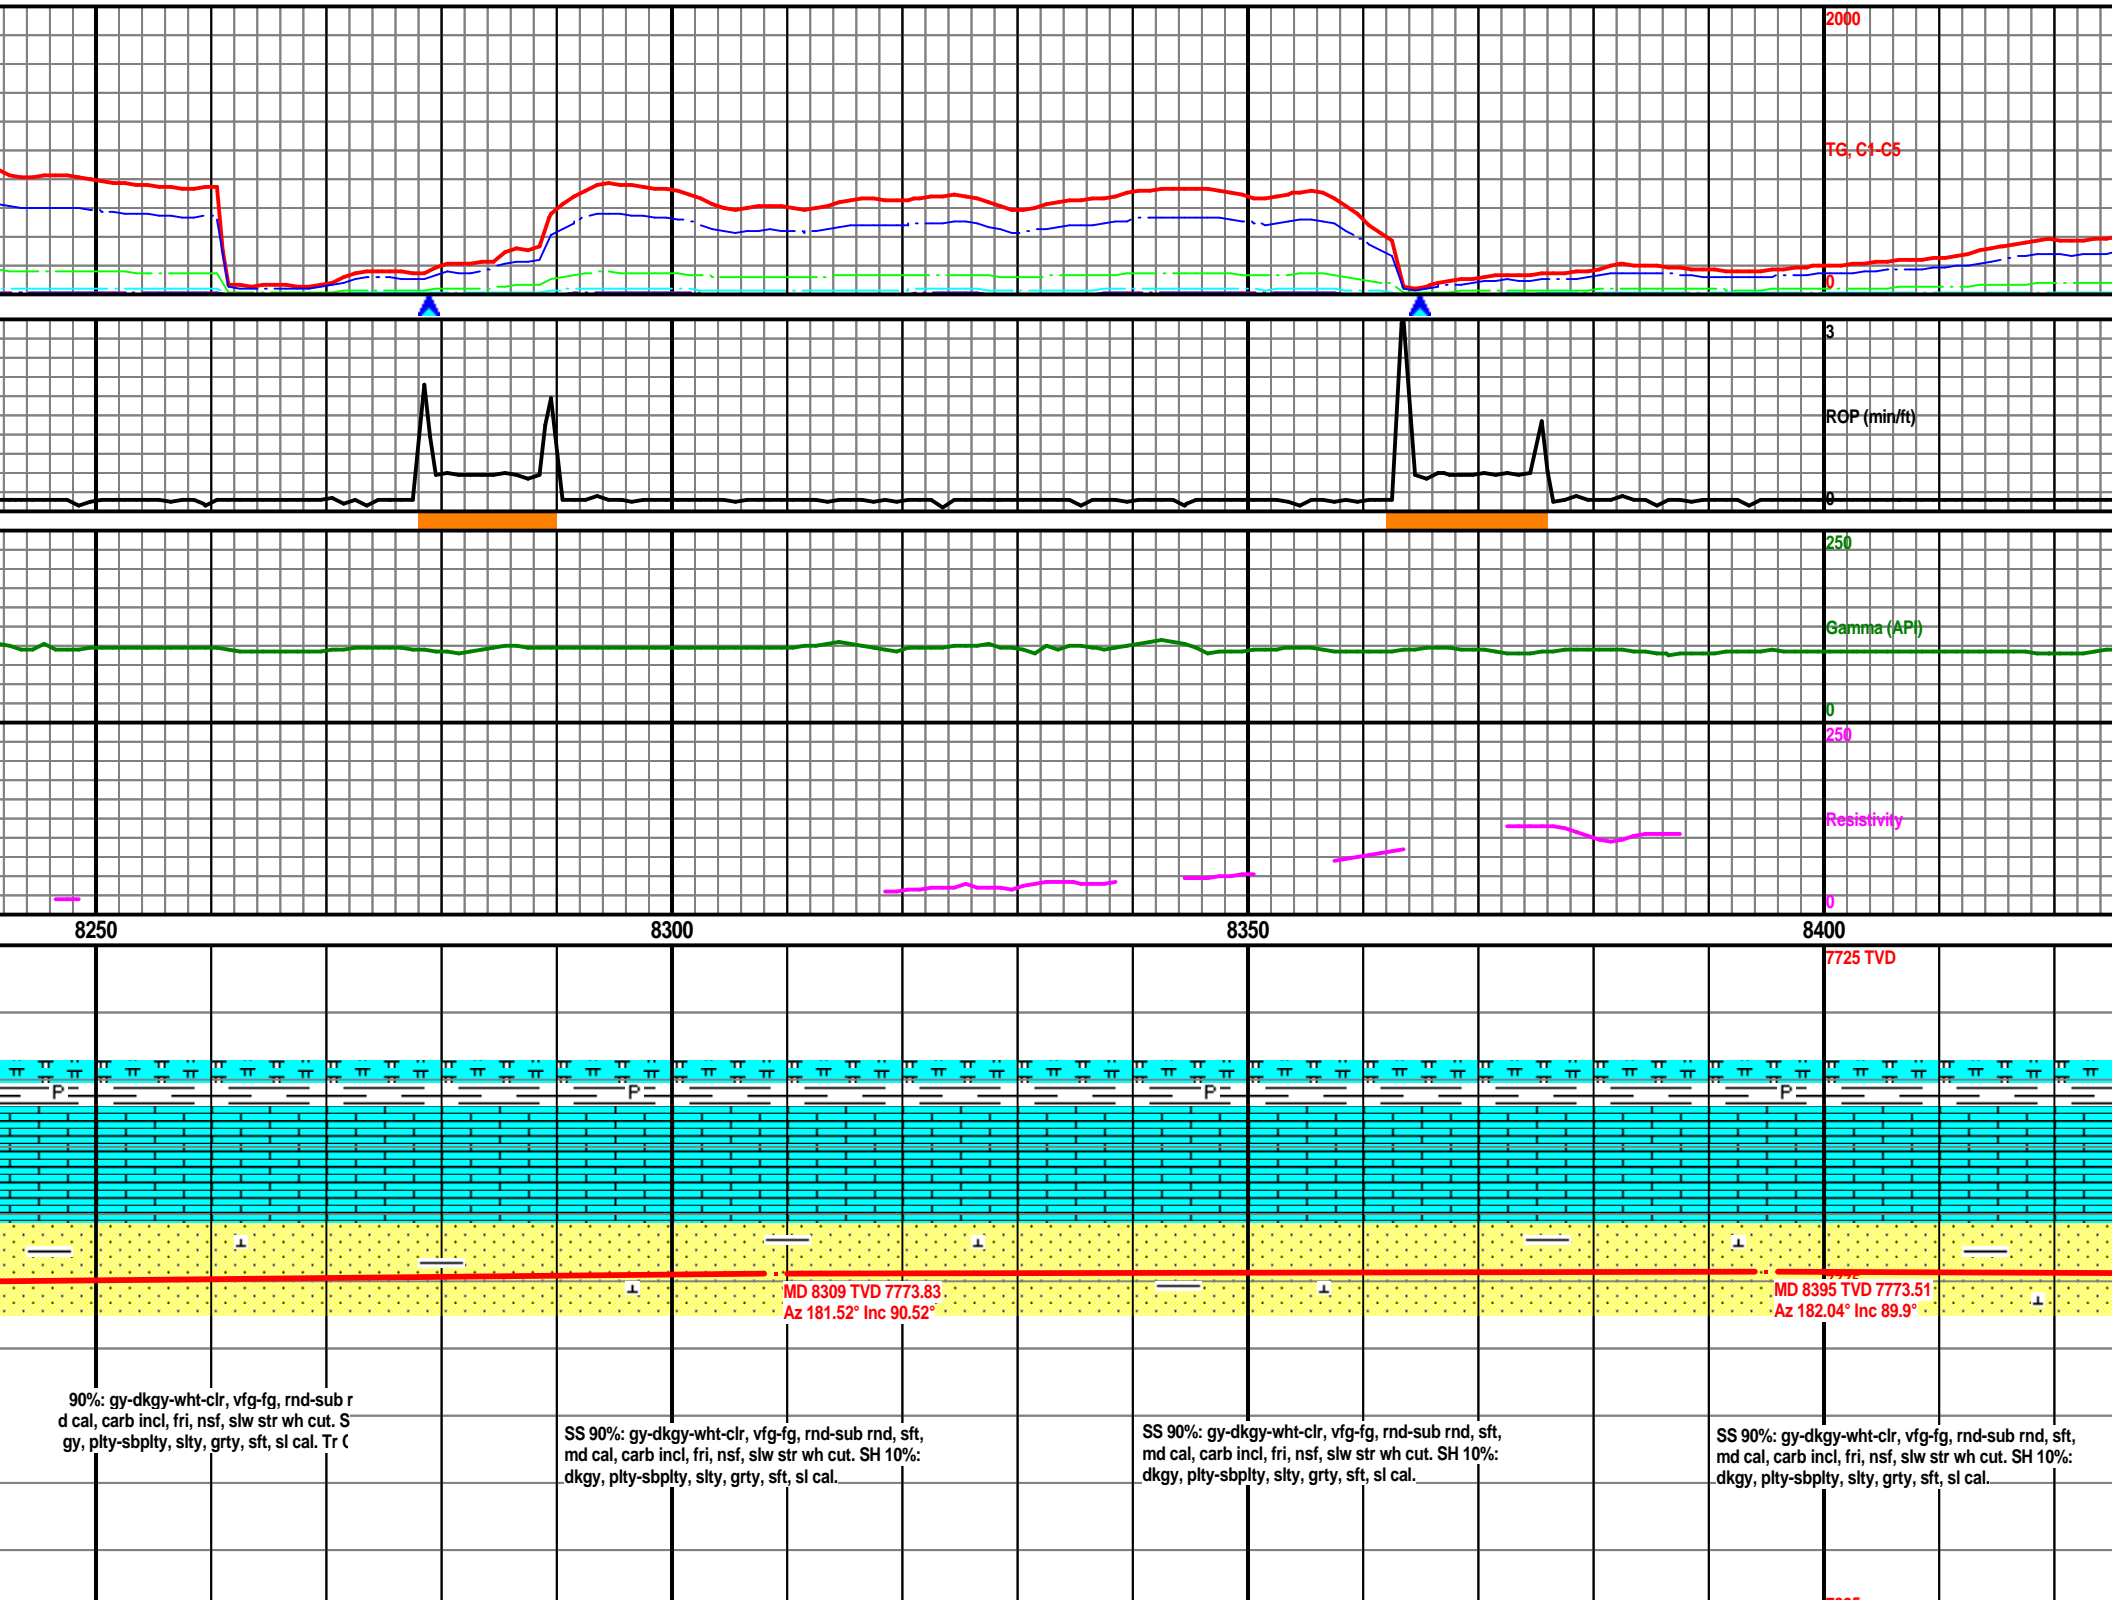 2000
TG, C1-C5
0
3
ROP (min/ft)
0
250
Gamma (API)
0
250
Resistivity
0
8250
8300
8350
8400
7725 TVD
P
P
P
P
MD 8309 TVD 7773.83
Az 181.52° Inc 90.52°
MD 8395 TVD 7773.51
Az 182.04° Inc 89.9°
90%: gy-dkgy-wht-clr, vfg-fg, rnd-sub r
d cal, carb incl, fri, nsf, slw str wh cut. S
gy, plty-sbplty, slty, grty, sft, sl cal. Tr
SS 90%: gy-dkgy-wht-clr, vfg-fg, rnd-sub rnd, sft,
md cal, carb incl, fri, nsf, slw str wh cut. SH 10%:
dkgy, plty-sbplty, slty, grty, sft, sl cal.
SS 90%: gy-dkgy-wht-clr, vfg-fg, rnd-sub rnd, sft,
md cal, carb incl, fri, nsf, slw str wh cut. SH 10%:
dkgy, plty-sbplty, slty, grty, sft, sl cal.
SS 90%: gy-dkgy-wht-clr, vfg-fg, rnd-sub rnd, sft,
md cal, carb incl, fri, nsf, slw str wh cut. SH 10%:
dkgy, plty-sbplty, slty, grty, sft, sl cal.